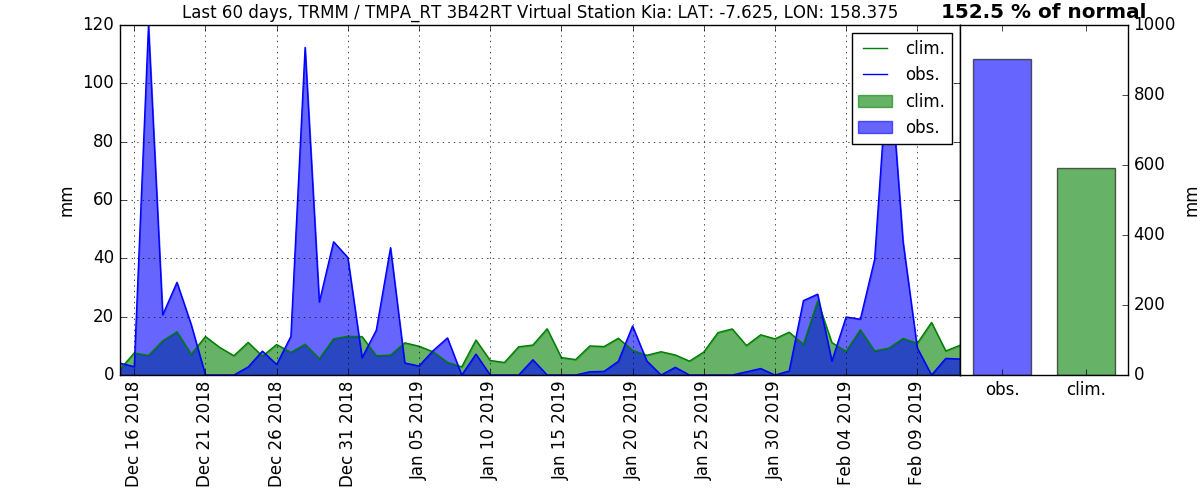 Last 60 days, TRMM / TMPA_RT 3B42RT Virtual Station Kia: LAT: -7.625, LON: 158.375
152.5 % of normal
120
100
80
60
40
20
0
mm
clim.
obs.
clim.
obs.
1000
800
600
400
200
0
mm
obs.
clim.
Dec 16 2018
Dec 21 2018
Dec 26 2018
Dec 31 2018
Jan 05 2019
Jan 10 2019
Jan 15 2019
Jan 20 2019
Jan 25 2019
Jan 30 2019
Feb 04 2019
Feb 09 2019